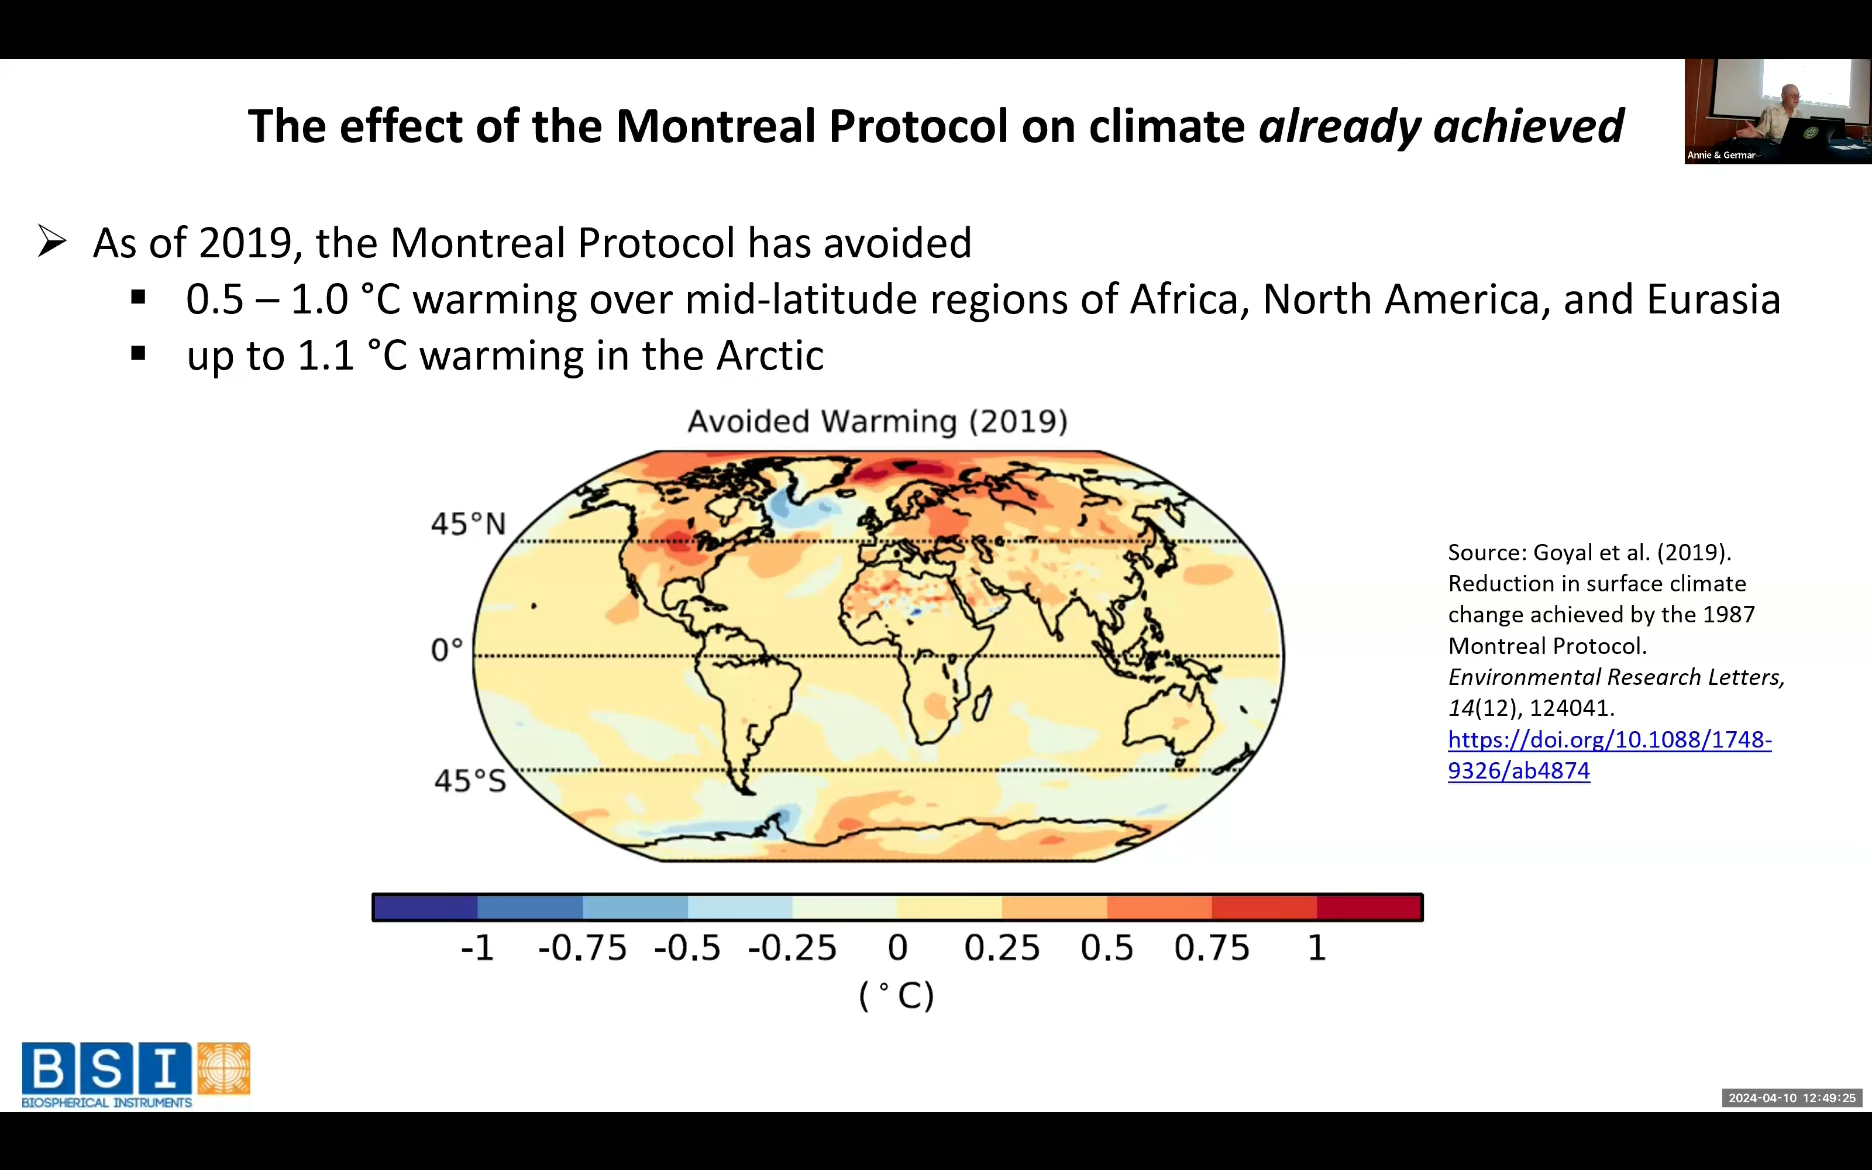 The effect of the Montreal Protocol on climate already achieved
Annie & Germar
➢ As of 2019, the Montreal Protocol has avoided
▪ 0.5 – 1.0 °C warming over mid-latitude regions of Africa, North America, and Eurasia
▪ up to 1.1 °C warming in the Arctic
Avoided Warming (2019)
45°N
0°
45°S
-1 -0.75 -0.5 -0.25 0 0.25 0.5 0.75 1
(°C)
Source: Goyal et al. (2019).
Reduction in surface climate
change achieved by the 1987
Montreal Protocol.
Environmental Research Letters,
14(12), 124041.
https://doi.org/10.1088/1748-
9326/ab4874
BSI
BIOSPHERICAL INSTRUMENTS
2024-04-10 12:49:25